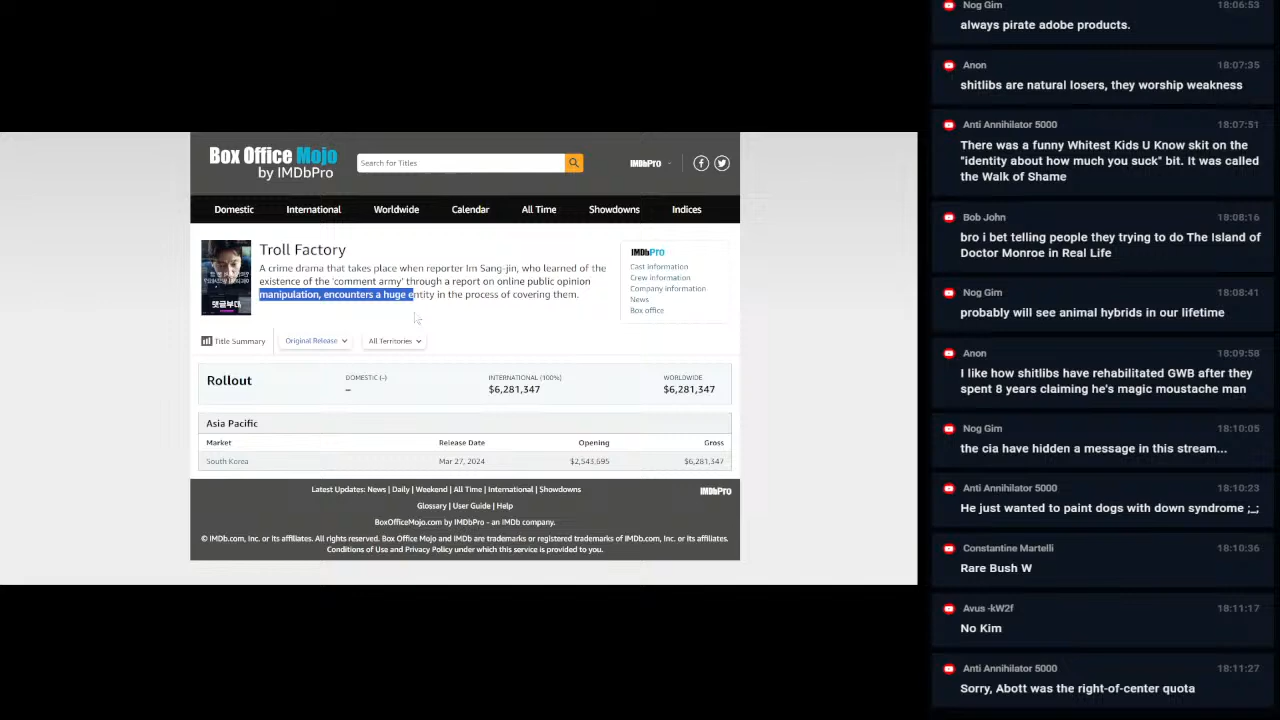 Box Office Mojo
by IMDbPro
Search for Titles
IMDbPro
Domestic
International
Worldwide
Calendar
All Time
Showdowns
Indices
Troll Factory
A crime drama that takes place when reporter Im Sang-jin, who learned of the
existence of the 'comment army' through a report on online public opinion
manipulation, encounters a huge entity in the process of covering them.
댓글부대
IMDbPro
Cast information
Crew information
Company information
News
Box office
Title Summary
Original Release
All Territories
Rollout
DOMESTIC (–)
–
INTERNATIONAL (100%)
$6,281,347
WORLDWIDE
$6,281,347
Asia Pacific
Market Release Date Opening Gross
South Korea Mar 27, 2024 $2,543,695 $6,281,347
Latest Updates: News | Daily | Weekend | All Time | International | Showdowns
IMDbPro
Glossary | User Guide | Help
BoxOfficeMojo.com by IMDbPro - an IMDb company.
© IMDb.com, Inc. or its affiliates. All rights reserved. Box Office Mojo and IMDb are trademarks or registered trademarks of IMDb.com, Inc. or its affiliates.
Conditions of Use and Privacy Policy under which this service is provided to you.
Nog Gim 18:06:53
always pirate adobe products.
Anon 18:07:35
shitlibs are natural losers, they worship weakness
Anti Annihilator 5000 18:07:51
There was a funny Whitest Kids U Know skit on the
"identity about how much you suck" bit. It was called
the Walk of Shame
Bob John 18:08:16
bro i bet telling people they trying to do The Island of
Doctor Monroe in Real Life
Nog Gim 18:08:41
probably will see animal hybrids in our lifetime
Anon 18:09:58
I like how shitlibs have rehabilitated GWB after they
spent 8 years claiming he's magic moustache man
Nog Gim 18:10:05
the cia have hidden a message in this stream...
Anti Annihilator 5000 18:10:23
He just wanted to paint dogs with down syndrome ;_;
Constantine Martelli 18:10:36
Rare Bush W
Avus -kW2f 18:11:17
No Kim
Anti Annihilator 5000 18:11:27
Sorry, Abott was the right-of-center quota